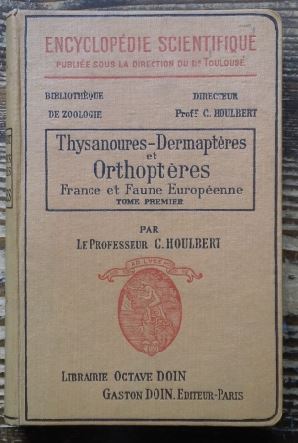 ENCYCLOPÉDIE SCIENTIFIQUE
PUBLIÉE SOUS LA DIRECTION DU Dr TOULOUSE
BIBLIOTHÈQUE
DE ZOOLOGIE
DIRECTEUR
Profr C. HOULBERT
Thysanoures-Dermaptères
et
Orthoptères
France et Faune Européenne
TOME PREMIER
PAR
LE PROFESSEUR C. HOULBERT
LIBRAIRIE OCTAVE DOIN
GASTON DOIN. EDITEUR-PARIS